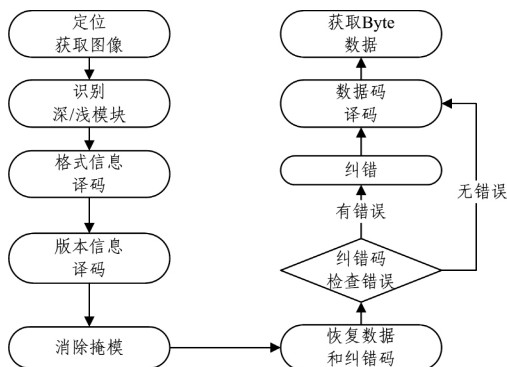 定位
获取图像
识别
深/浅模块
格式信息
译码
版本信息
译码
消除掩模
恢复数据
和纠错码
纠错码
检查错误
有错误
无错误
纠错
数据码
译码
获取Byte
数据